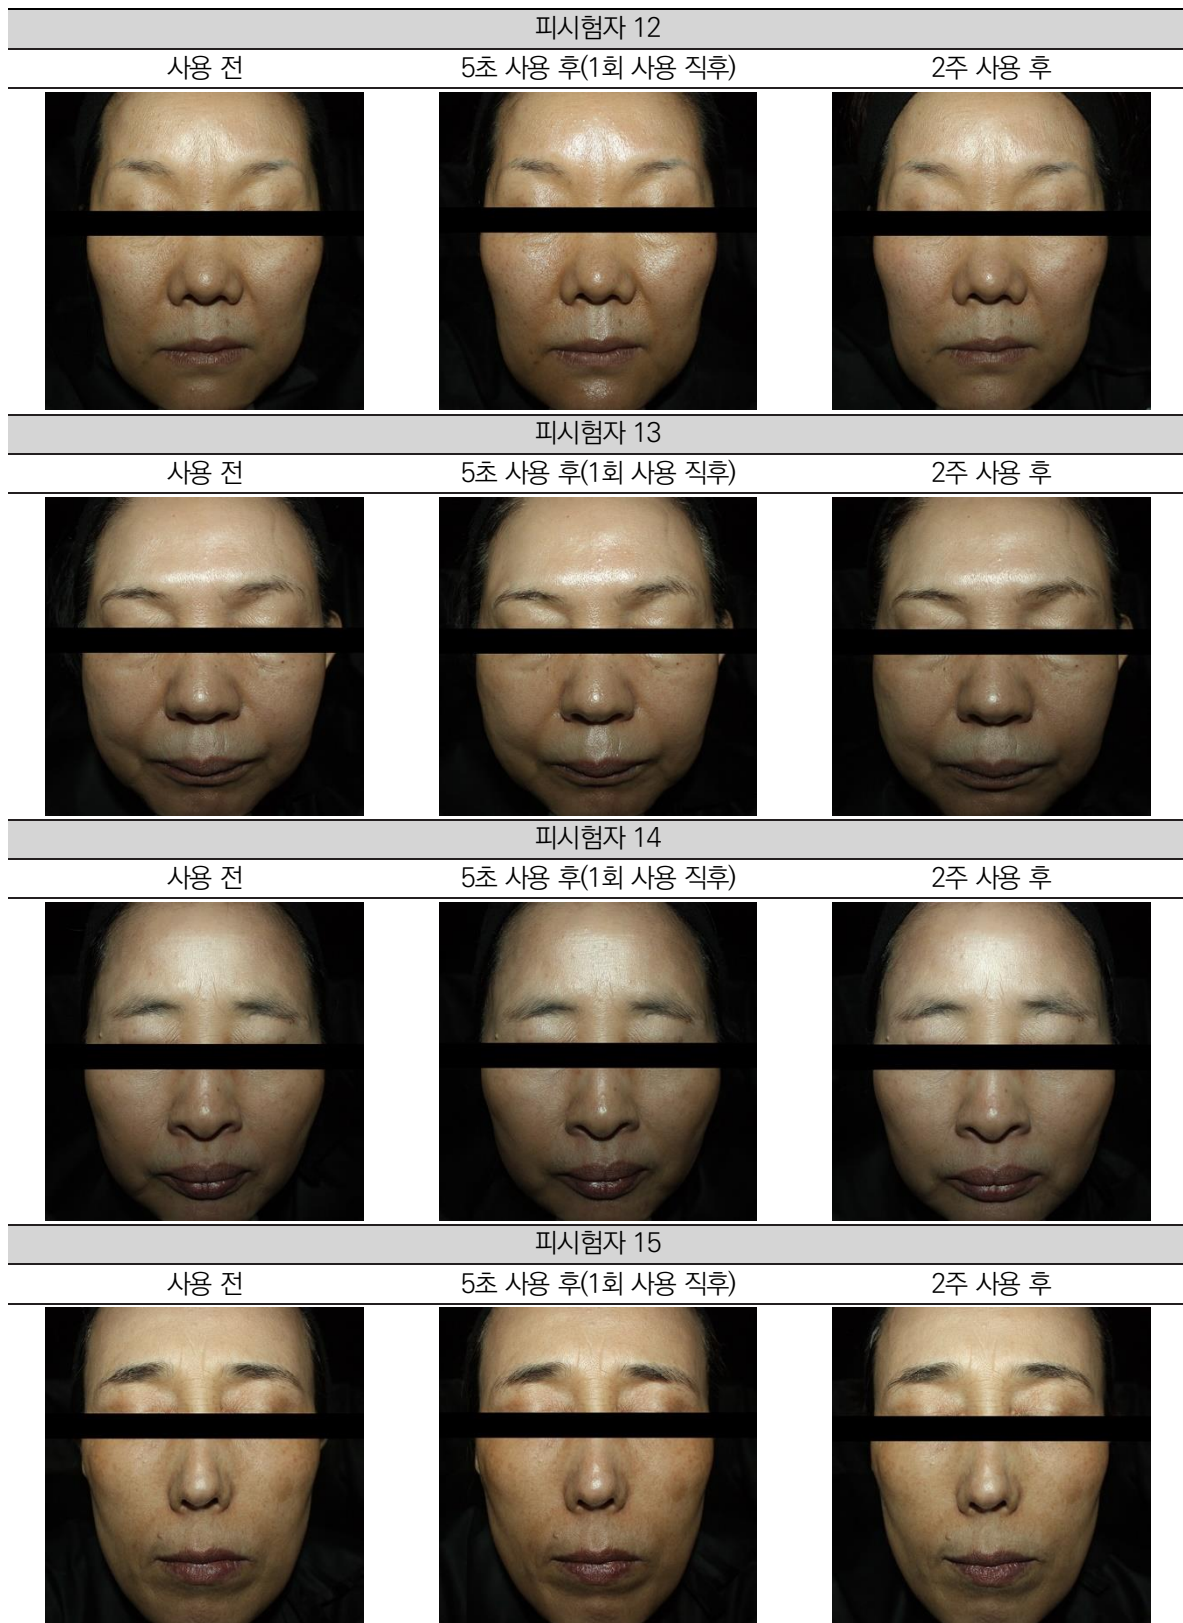 피시험자 12
사용 전 5초 사용 후(1회 사용 직후) 2주 사용 후
피시험자 13
사용 전 5초 사용 후(1회 사용 직후) 2주 사용 후
피시험자 14
사용 전 5초 사용 후(1회 사용 직후) 2주 사용 후
피시험자 15
사용 전 5초 사용 후(1회 사용 직후) 2주 사용 후